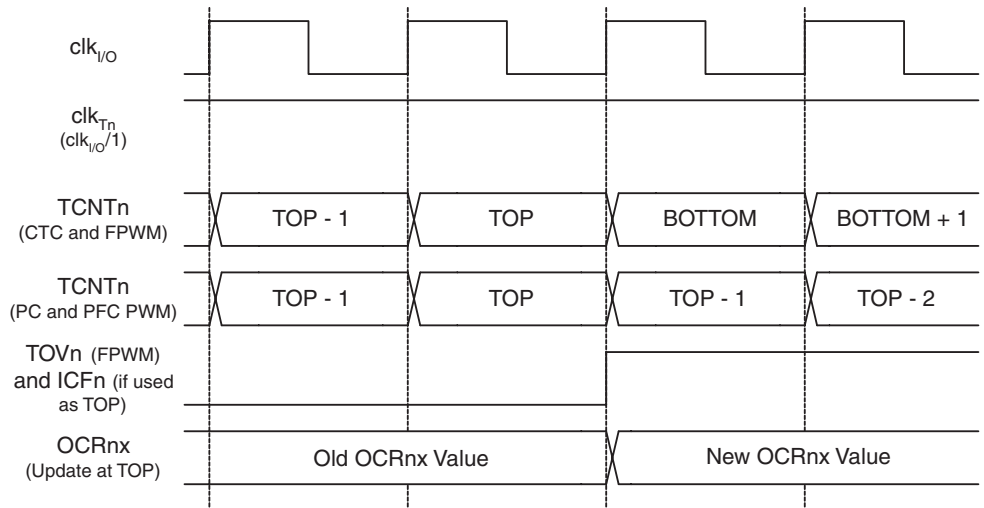 clkI/O
clkTn
(clkI/O/1)
TCNTn
(CTC and FPWM)
TOP - 1 TOP BOTTOM BOTTOM + 1
TCNTn
(PC and PFC PWM)
TOP - 1 TOP TOP - 1 TOP - 2
TOVn (FPWM)
and ICFn (if used
as TOP)
OCRnx
(Update at TOP)
Old OCRnx Value New OCRnx Value